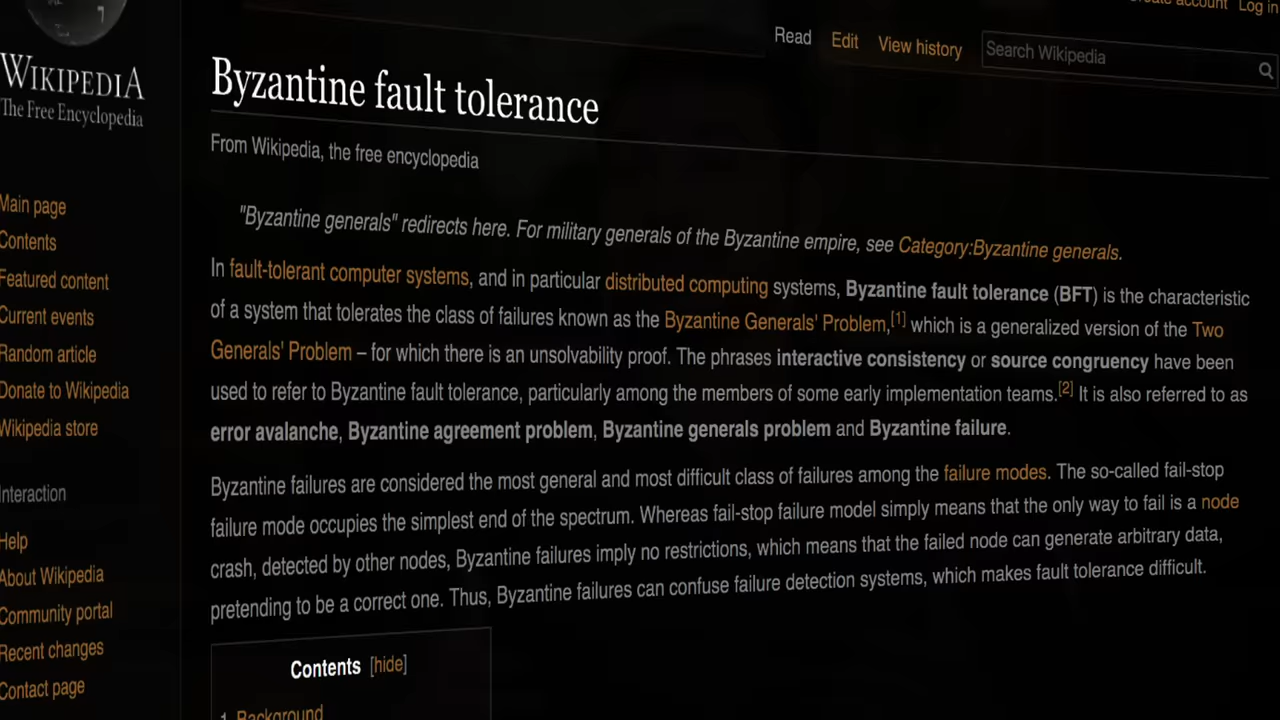 Create account Log in
Read Edit View history Search Wikipedia
WIKIPEDIA
The Free Encyclopedia
Main page
Contents
Featured content
Current events
Random article
Donate to Wikipedia
Wikipedia store
Interaction
Help
About Wikipedia
Community portal
Recent changes
Contact page
Byzantine fault tolerance
From Wikipedia, the free encyclopedia
"Byzantine generals" redirects here. For military generals of the Byzantine empire, see Category:Byzantine generals.
In fault-tolerant computer systems, and in particular distributed computing systems, Byzantine fault tolerance (BFT) is the characteristic
of a system that tolerates the class of failures known as the Byzantine Generals' Problem,[1] which is a generalized version of the Two
Generals' Problem – for which there is an unsolvability proof. The phrases interactive consistency or source congruency have been
used to refer to Byzantine fault tolerance, particularly among the members of some early implementation teams.[2] It is also referred to as
error avalanche, Byzantine agreement problem, Byzantine generals problem and Byzantine failure.
Byzantine failures are considered the most general and most difficult class of failures among the failure modes. The so-called fail-stop
failure mode occupies the simplest end of the spectrum. Whereas fail-stop failure model simply means that the only way to fail is a node
crash, detected by other nodes, Byzantine failures imply no restrictions, which means that the failed node can generate arbitrary data,
pretending to be a correct one. Thus, Byzantine failures can confuse failure detection systems, which makes fault tolerance difficult.
Contents [hide]
1 Background